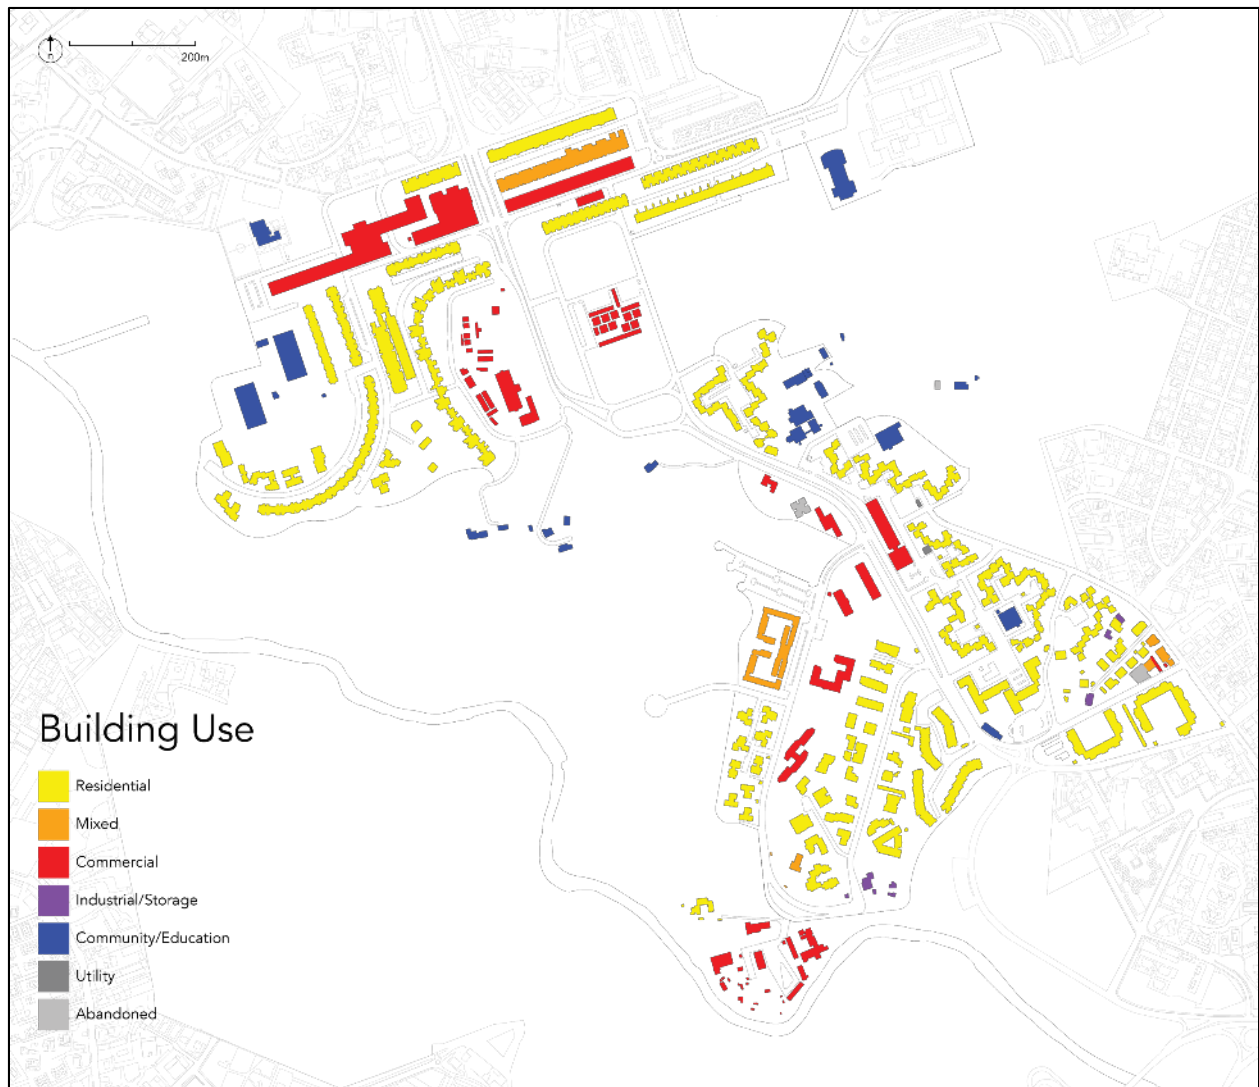 n
200m
Building Use
Residential
Mixed
Commercial
Industrial/Storage
Community/Education
Utility
Abandoned